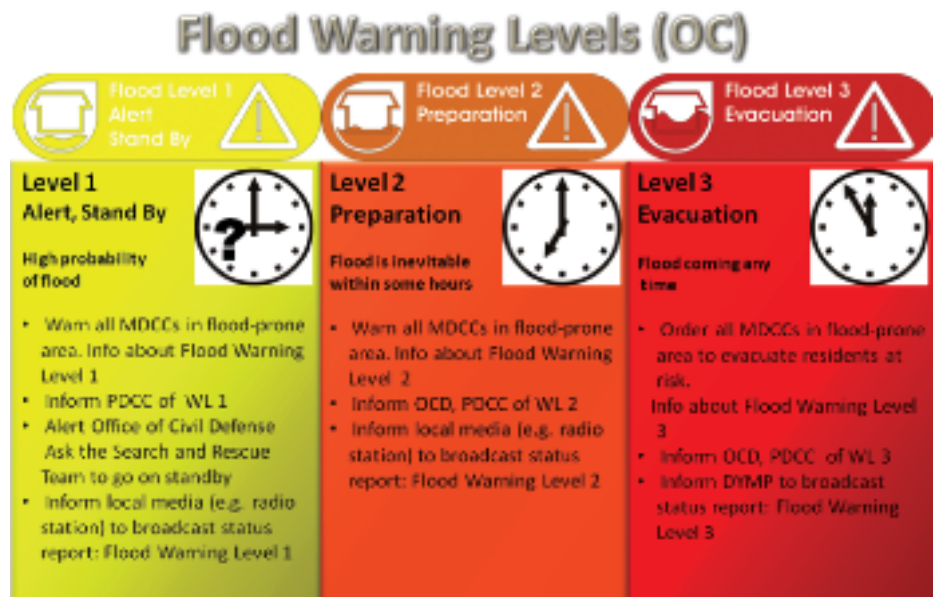 Flood Warning Levels (OC)
Flood Level 1
Alert
Stand By
Flood Level 2
Preparation
Flood Level 3
Evacuation
Level 1
Alert, Stand By
High probability
of flood
?
• Warn all MDCCs in flood-prone
area. Info about Flood Warning
Level 1
• Inform PDCC of WL 1
• Alert Office of Civil Defense
Ask the Search and Rescue
Team to go on standby
• Inform local media (e.g. radio
station) to broadcast status
report: Flood Warning Level 1
Level 2
Preparation
Flood is inevitable
within some hours
• Warn all MDCCs in flood-prone
area. Info about Flood Warning
Level 2
• Inform OCD, PDCC of WL 2
• Inform local media (e.g. radio
station) to broadcast status
report: Flood Warning Level 2
Level 3
Evacuation
Flood coming any
time
• Order all MDCCs in flood-prone
area to evacuate residents at
risk.
Info about Flood Warning Level
3
• Inform OCD, PDCC of WL 3
• Inform DYMP to broadcast
status report: Flood Warning
Level 3